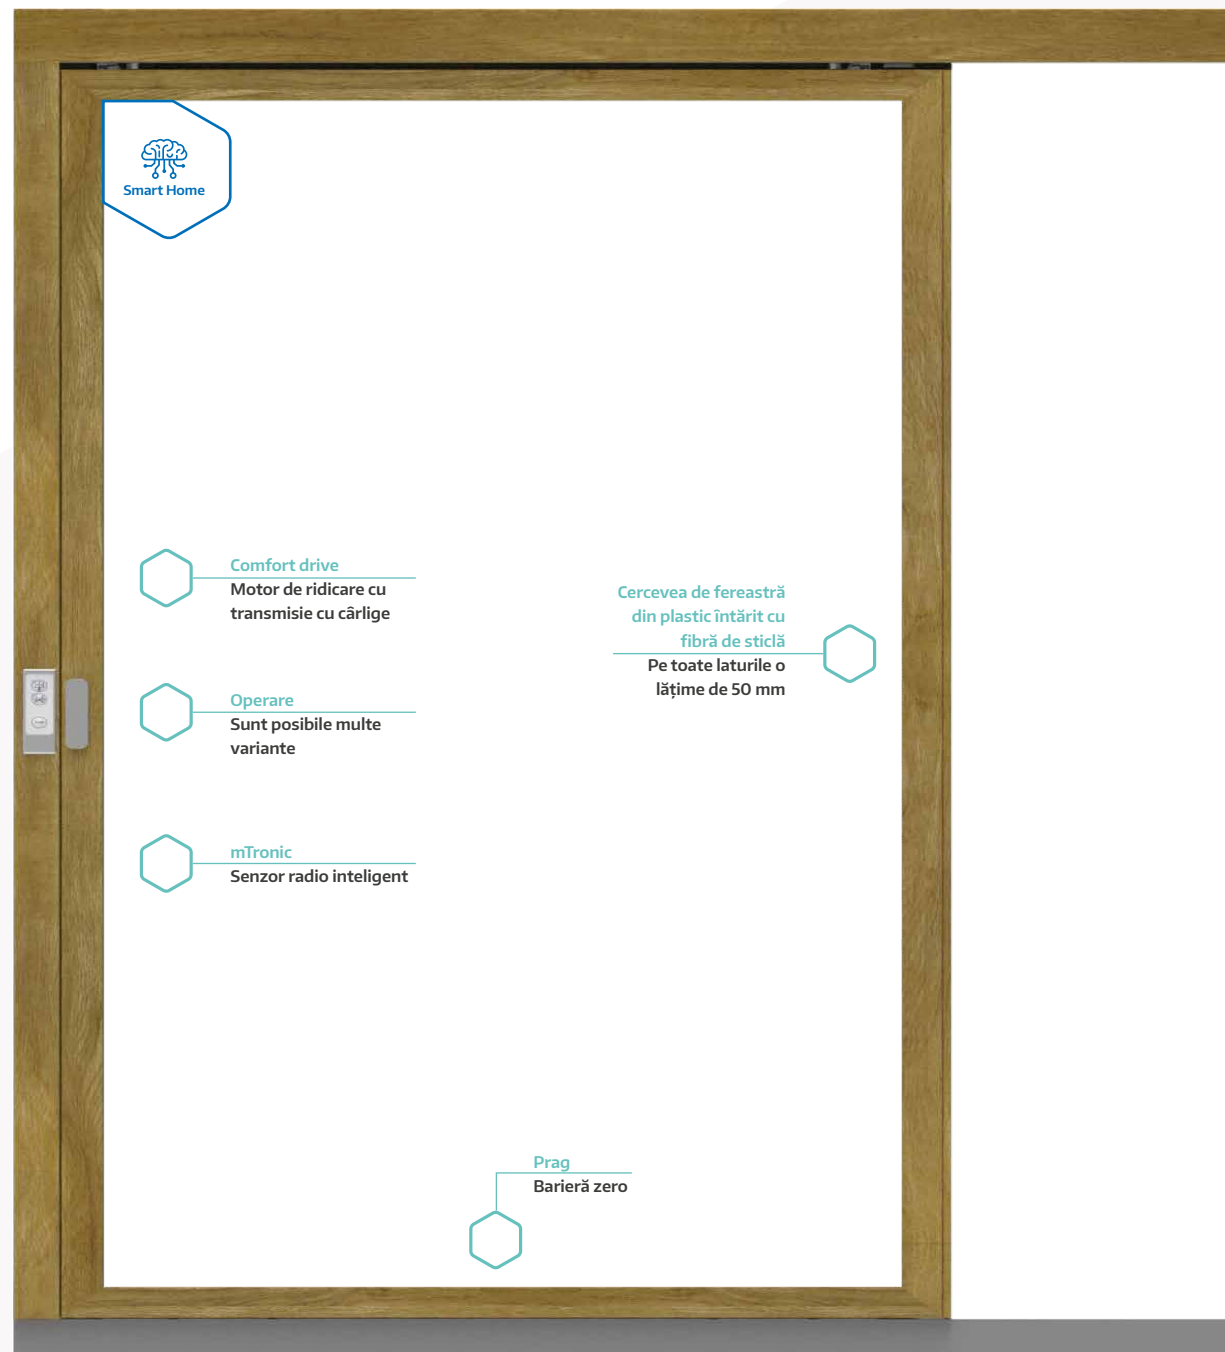 Smart Home
Comfort drive
Motor de ridicare cu
transmisie cu cârlige
Cercevea de fereastră
din plastic întărit cu
fibră de sticlă
Pe toate laturile o
lățime de 50 mm
Operare
Sunt posibile multe
variante
mTronic
Senzor radio inteligent
Prag
Barieră zero